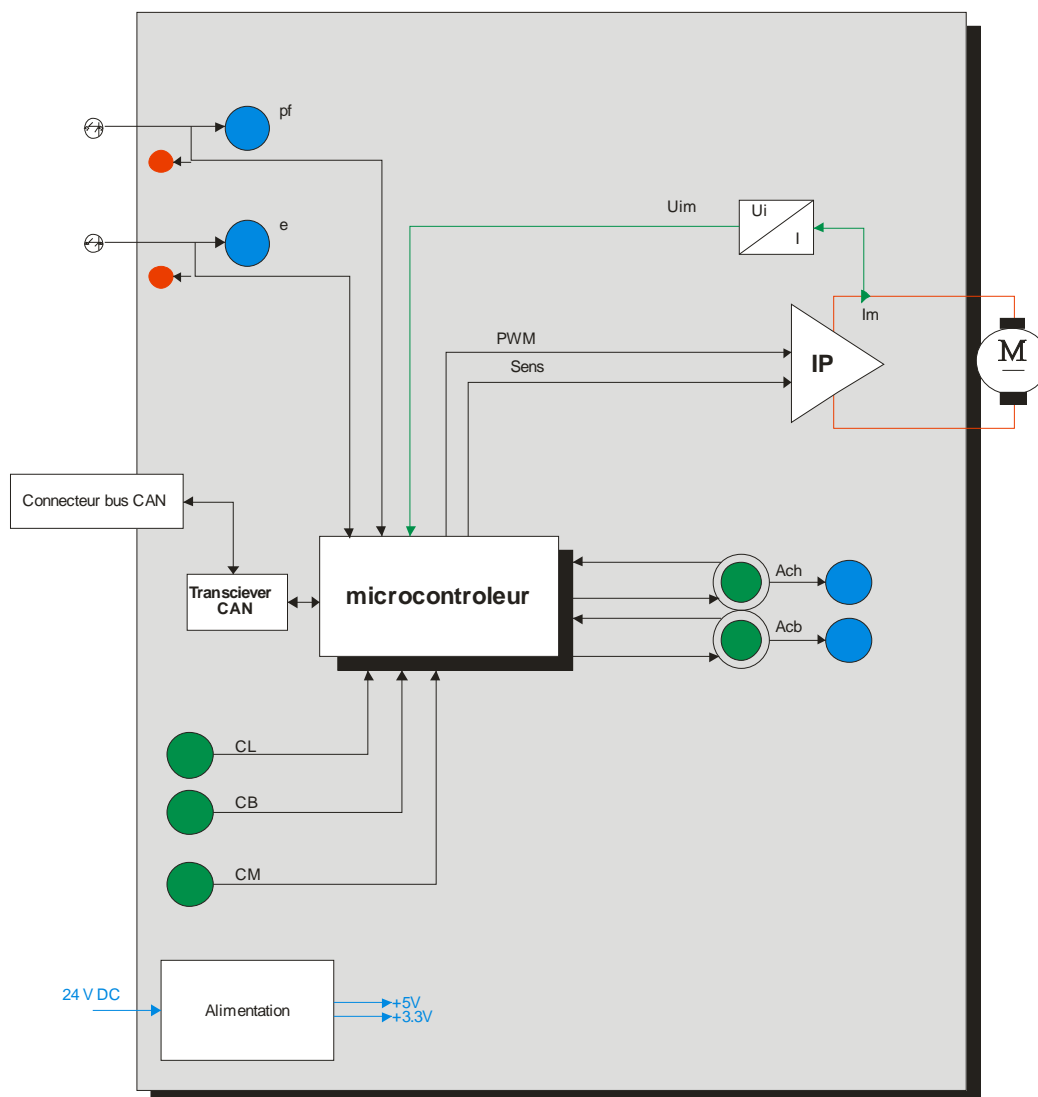 pf
e
Uim
Ui
I
Im
PWM
Sens
IP
M
Connecteur bus CAN
Transciever
CAN
microcontroleur
Ach
Acb
CL
CB
CM
24 V DC
Alimentation
+5V
+3.3V